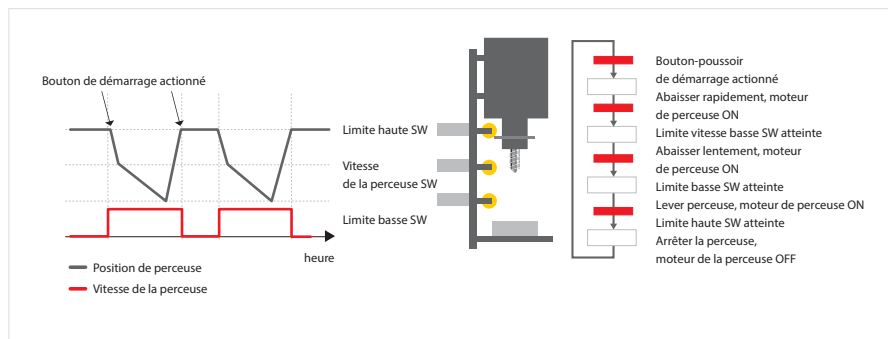 Bouton de démarrage actionné
Limite haute SW
Vitesse
de la perceuse SW
Limite basse SW
heure
Position de perceuse
Vitesse de la perceuse
Bouton-poussoir
de démarrage actionné
Abaisser rapidement, moteur
de perceuse ON
Limite vitesse basse SW atteinte
Abaisser lentement, moteur
de perceuse ON
Limite basse SW atteinte
Lever perceuse, moteur de perceuse ON
Limite haute SW atteinte
Arrêter la perceuse,
moteur de la perceuse OFF